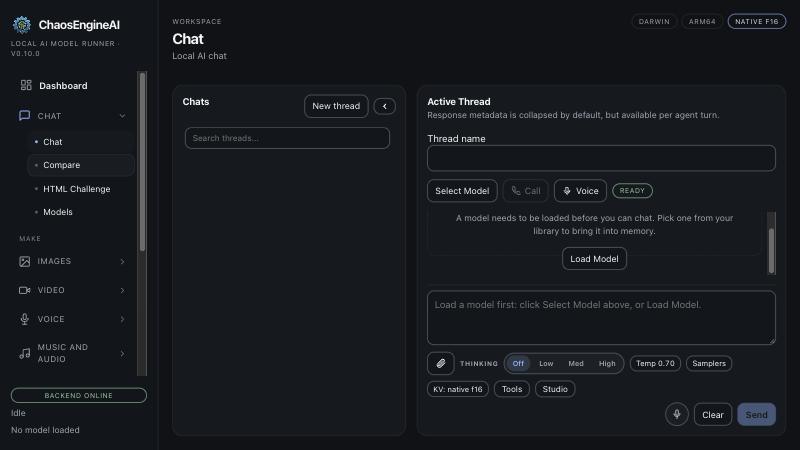 ChaosEngineAI
LOCAL AI MODEL RUNNER ·
V0.10.0
Dashboard
CHAT
Chat
Compare
HTML Challenge
Models
MAKE
IMAGES
VIDEO
VOICE
MUSIC AND
AUDIO
BACKEND ONLINE
Idle
No model loaded
WORKSPACE
Chat
Local AI chat
DARWIN
ARM64
NATIVE F16
Chats
New thread
Search threads...
Active Thread
Response metadata is collapsed by default, but available per agent turn.
Thread name
Select Model
Call
Voice
READY
A model needs to be loaded before you can chat. Pick one from your
library to bring it into memory.
Load Model
Load a model first: click Select Model above, or Load Model.
THINKING
Off
Low
Med
High
Temp 0.70
Samplers
KV: native f16
Tools
Studio
Clear
Send